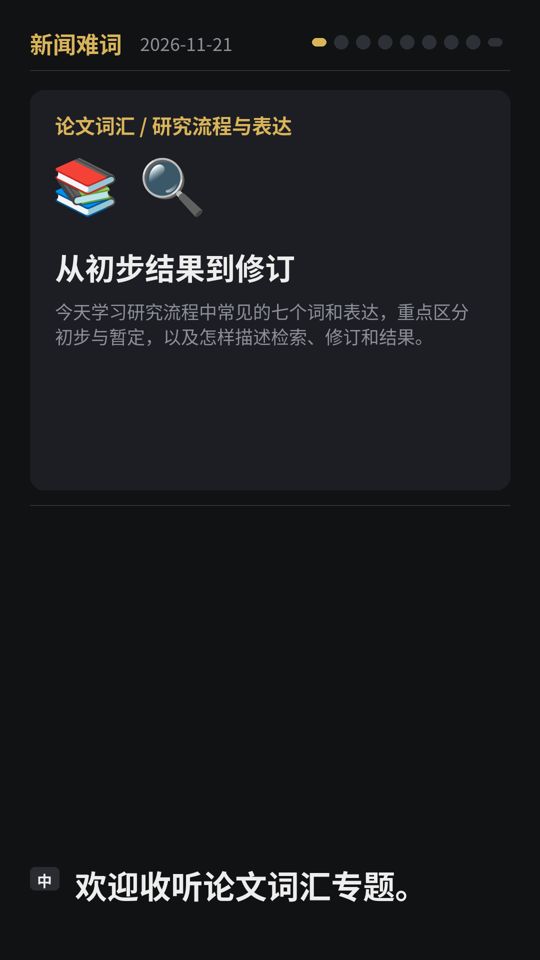 新闻难词 2026-11-21
论文词汇 / 研究流程与表达
从初步结果到修订
今天学习研究流程中常见的七个词和表达，重点区分
初步与暂定，以及怎样描述检索、修订和结果。
中 欢迎收听论文词汇专题。